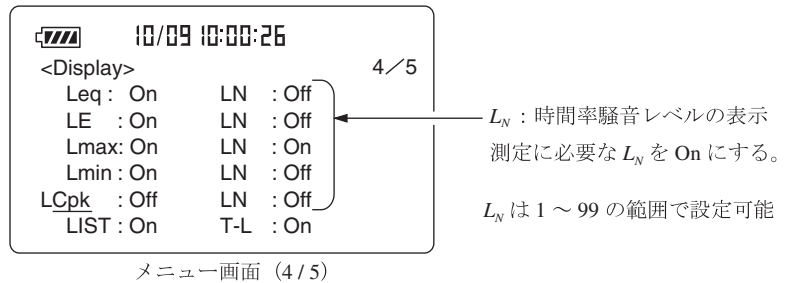 10/09 10:00:26
<Display> 4／5
Leq : On LN : Off
LE : On LN : Off
Lmax: On LN : On
Lmin : On LN : Off
LCpk : Off LN : Off
LIST : On T-L : On
LN：時間率騒音レベルの表示
測定に必要な LN を On にする。
LN は 1 〜 99 の範囲で設定可能
メニュー画面（4 / 5）